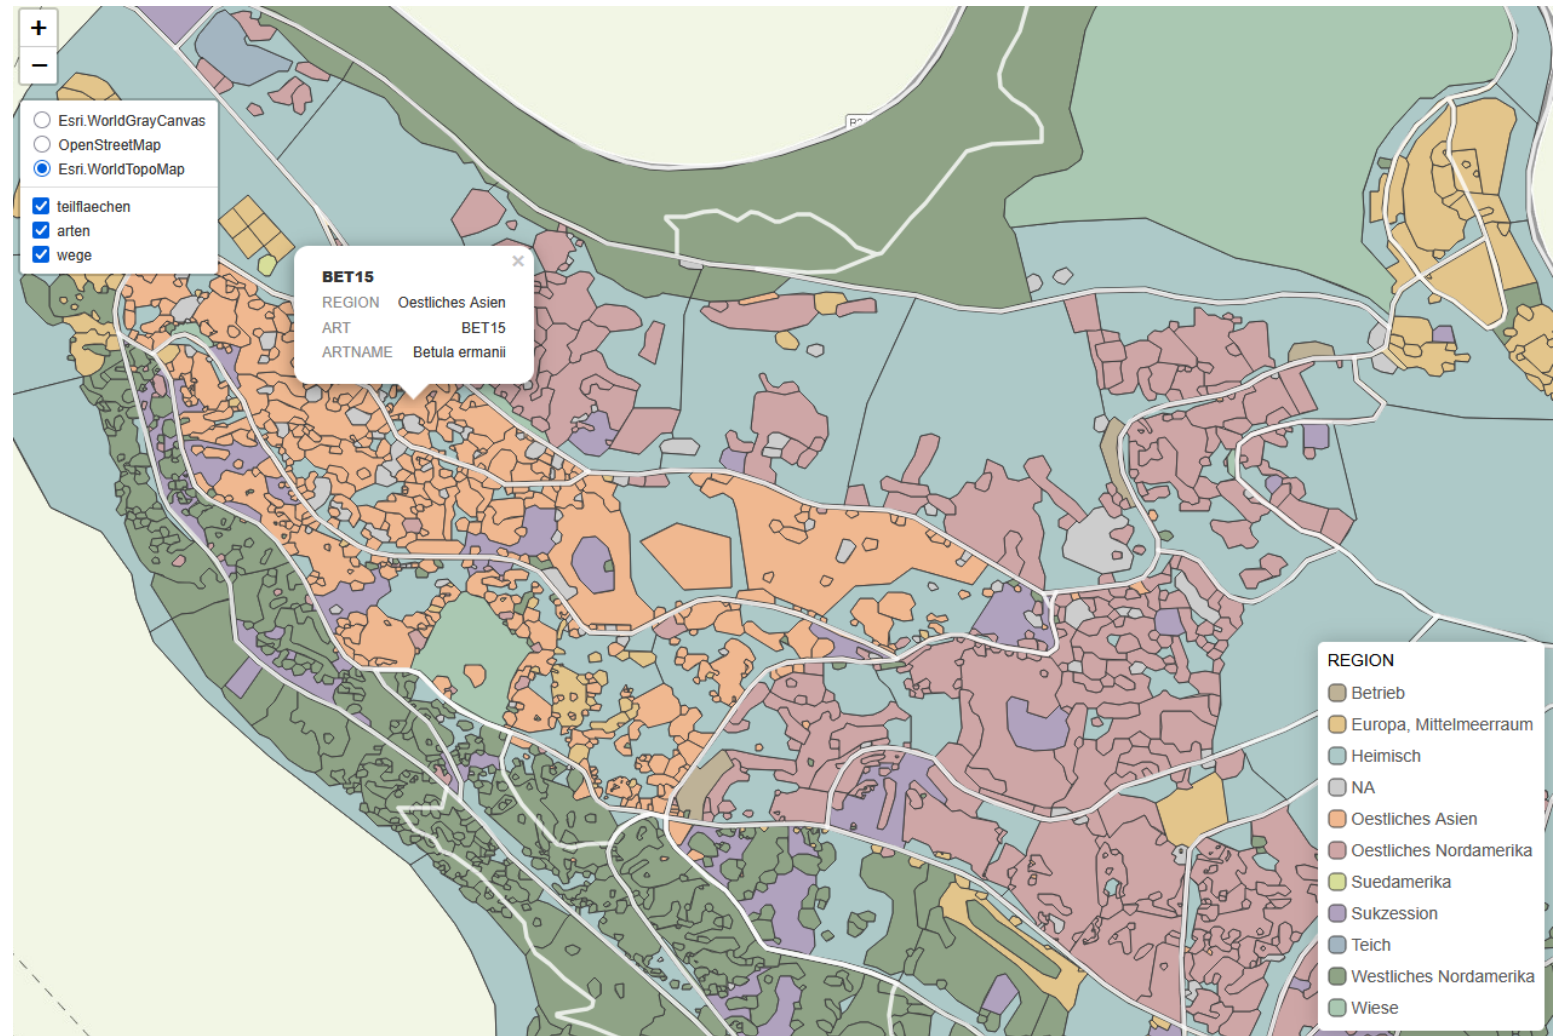 +
−
Esri.WorldGrayCanvas
OpenStreetMap
Esri.WorldTopoMap
teilflaechen
arten
wege
×
BET15
REGION Oestliches Asien
ART BET15
ARTNAME Betula ermanii
REGION
Betrieb
Europa, Mittelmeerraum
Heimisch
NA
Oestliches Asien
Oestliches Nordamerika
Suedamerika
Sukzession
Teich
Westliches Nordamerika
Wiese